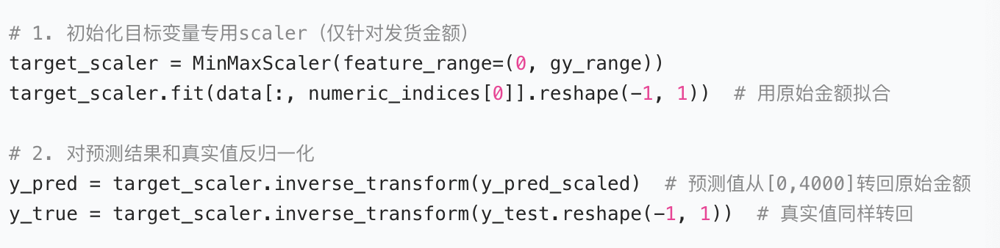 # 1. 初始化目标变量专用scaler（仅针对发货金额）
target_scaler = MinMaxScaler(feature_range=(0, gy_range))
target_scaler.fit(data[:, numeric_indices[0]].reshape(-1, 1))  # 用原始金额拟合
# 2. 对预测结果和真实值反归一化
y_pred = target_scaler.inverse_transform(y_pred_scaled)  # 预测值从[0,4000]转回原始金额
y_true = target_scaler.inverse_transform(y_test.reshape(-1, 1))  # 真实值同样转回